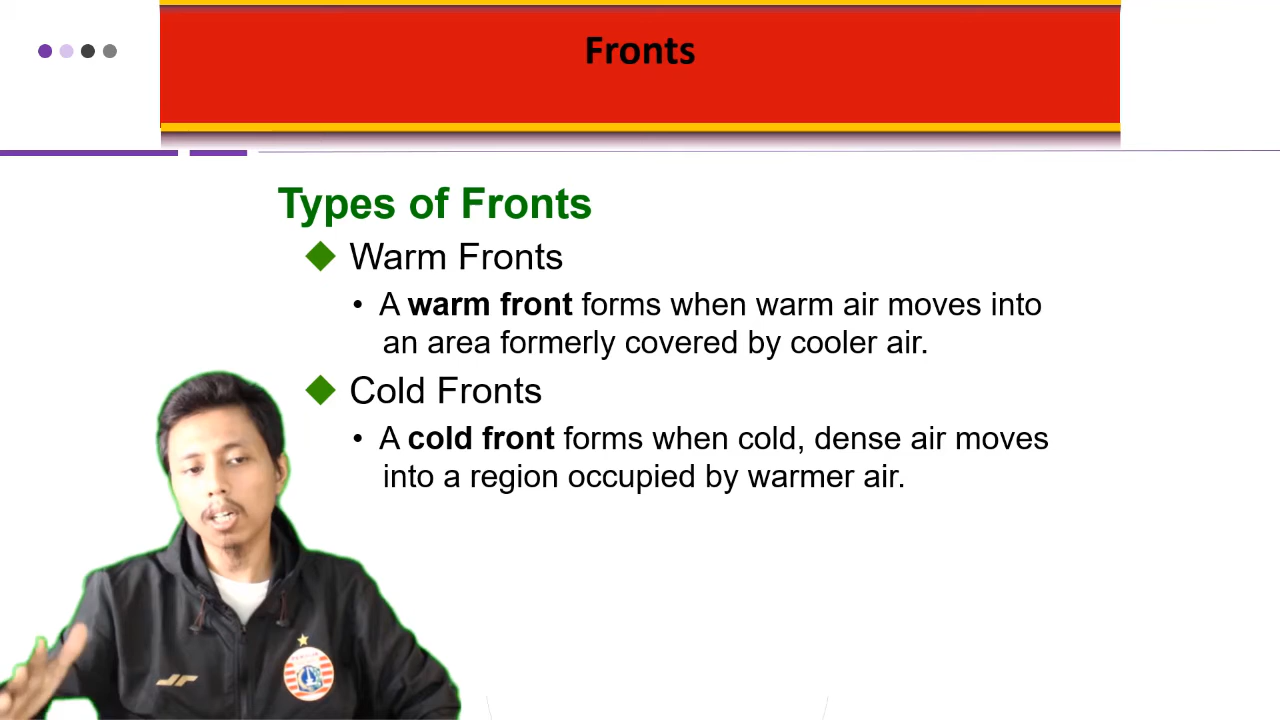 Fronts
Types of Fronts
Warm Fronts
• A warm front forms when warm air moves into
an area formerly covered by cooler air.
Cold Fronts
• A cold front forms when cold, dense air moves
into a region occupied by warmer air.